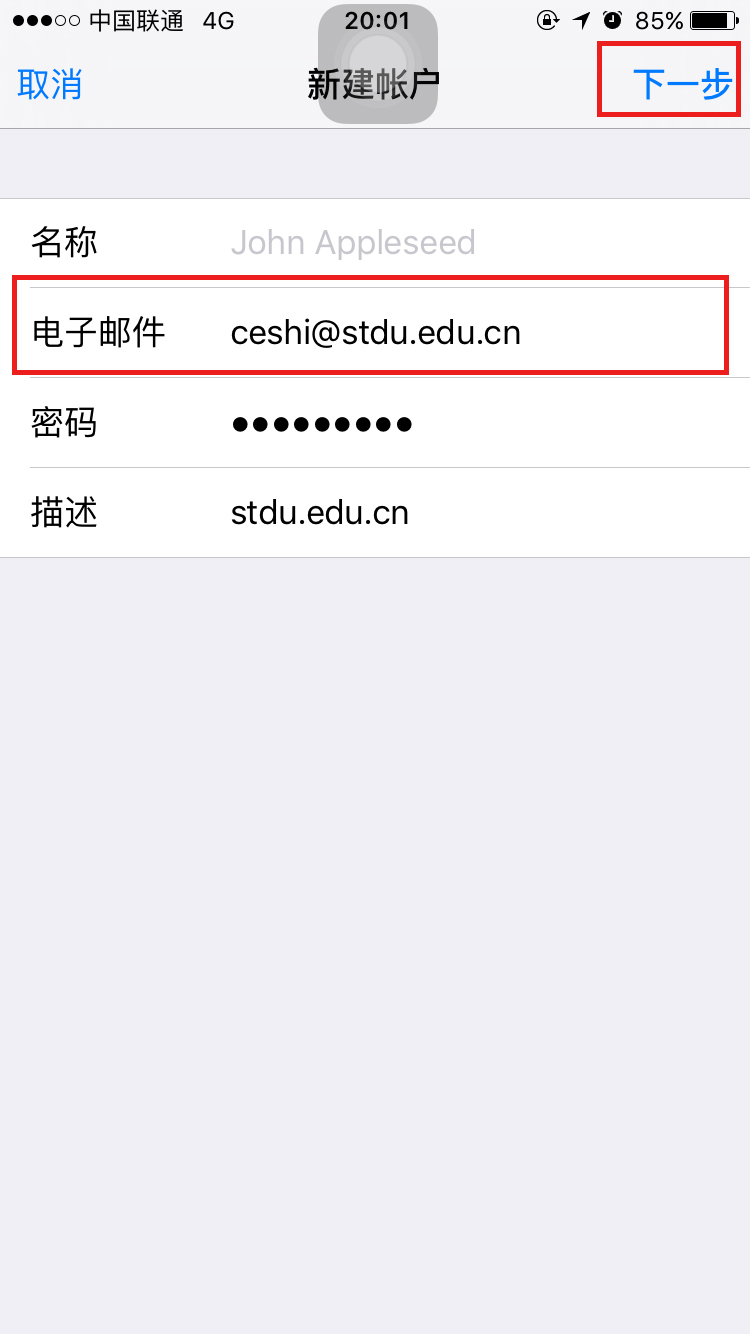 中国联通 4G 20:01 85%
取消 新建帐户 下一步
名称 John Appleseed
电子邮件 ceshi@stdu.edu.cn
密码 ●●●●●●●●●
描述 stdu.edu.cn